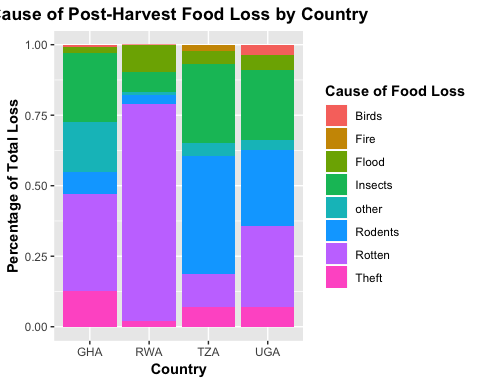 ause of Post-Harvest Food Loss by Country
Percentage of Total Loss
1.00
0.75
0.50
0.25
0.00
GHA RWA TZA UGA
Country
Cause of Food Loss
Birds
Fire
Flood
Insects
other
Rodents
Rotten
Theft